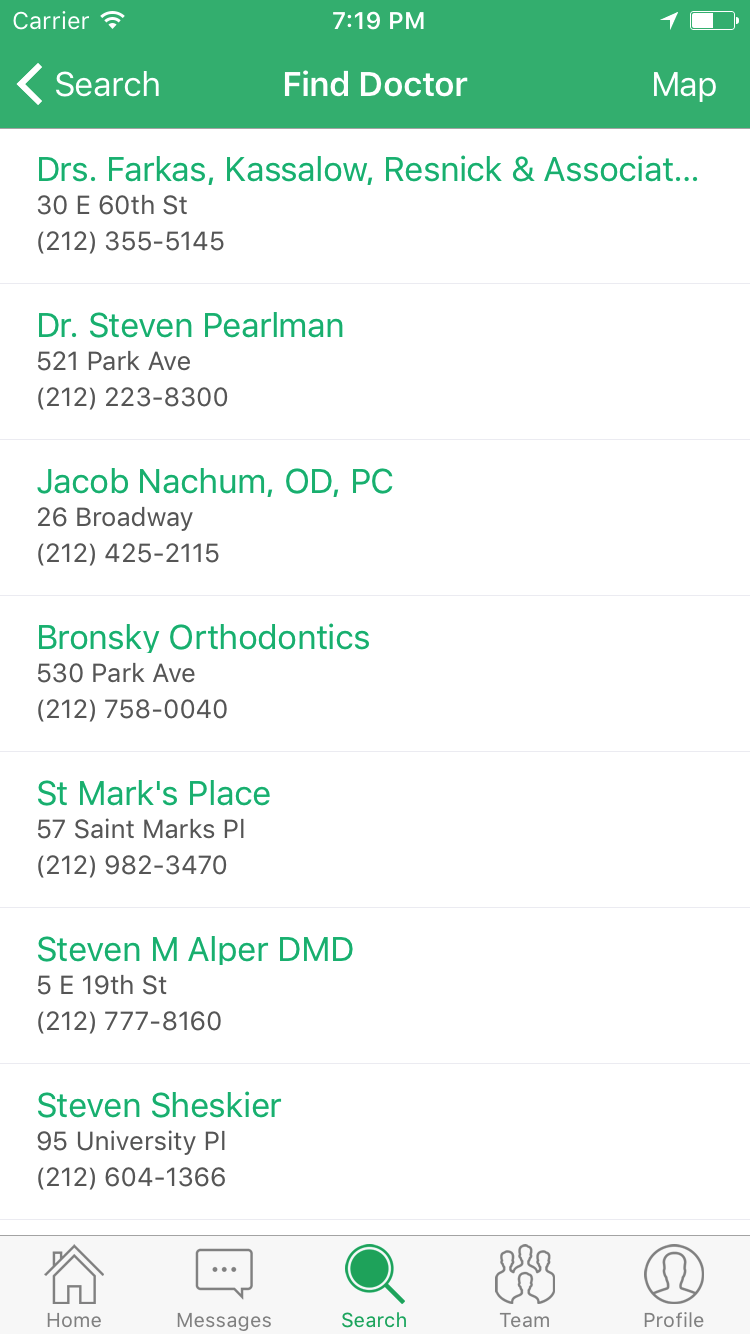 Carrier 7:19 PM
Search Find Doctor Map
Drs. Farkas, Kassalow, Resnick & Associat...
30 E 60th St
(212) 355-5145
Dr. Steven Pearlman
521 Park Ave
(212) 223-8300
Jacob Nachum, OD, PC
26 Broadway
(212) 425-2115
Bronsky Orthodontics
530 Park Ave
(212) 758-0040
St Mark's Place
57 Saint Marks Pl
(212) 982-3470
Steven M Alper DMD
5 E 19th St
(212) 777-8160
Steven Sheskier
95 University Pl
(212) 604-1366
Home Messages Search Team Profile